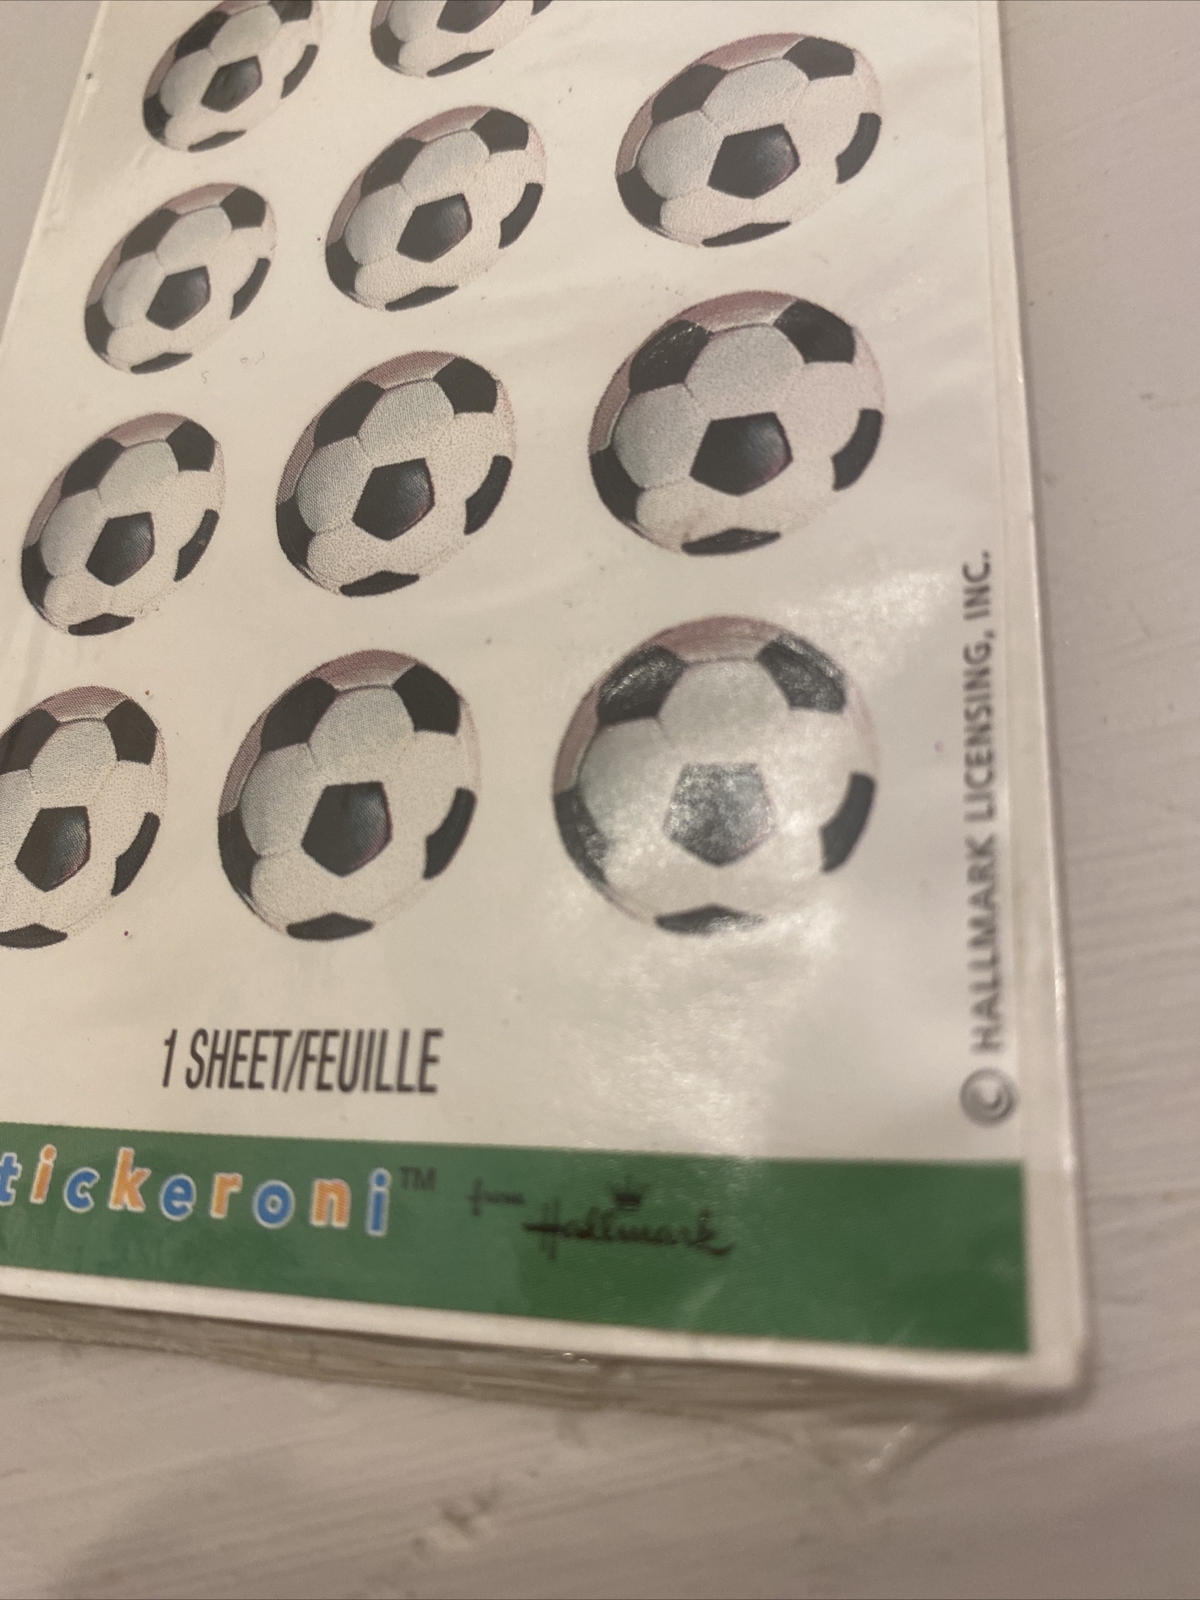 1 SHEET/FEUILLE
tickeroni™ from Hallmark
© HALLMARK LICENSING, INC.